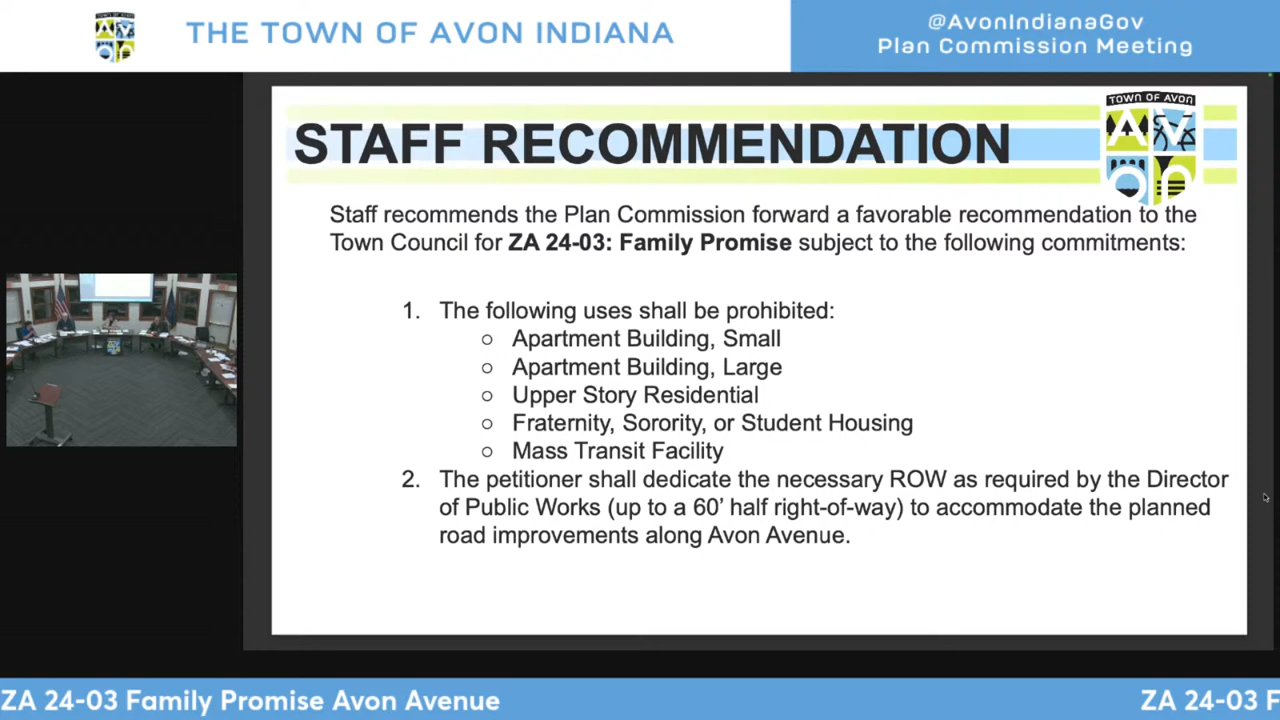 THE TOWN OF AVON INDIANA
@AvonIndianaGov
Plan Commission Meeting
STAFF RECOMMENDATION
TOWN OF AVON
Avon
Staff recommends the Plan Commission forward a favorable recommendation to the
Town Council for ZA 24-03: Family Promise subject to the following commitments:
1. The following uses shall be prohibited:
○ Apartment Building, Small
○ Apartment Building, Large
○ Upper Story Residential
○ Fraternity, Sorority, or Student Housing
○ Mass Transit Facility
2. The petitioner shall dedicate the necessary ROW as required by the Director
of Public Works (up to a 60’ half right-of-way) to accommodate the planned
road improvements along Avon Avenue.
ZA 24-03 Family Promise Avon Avenue
ZA 24-03 F